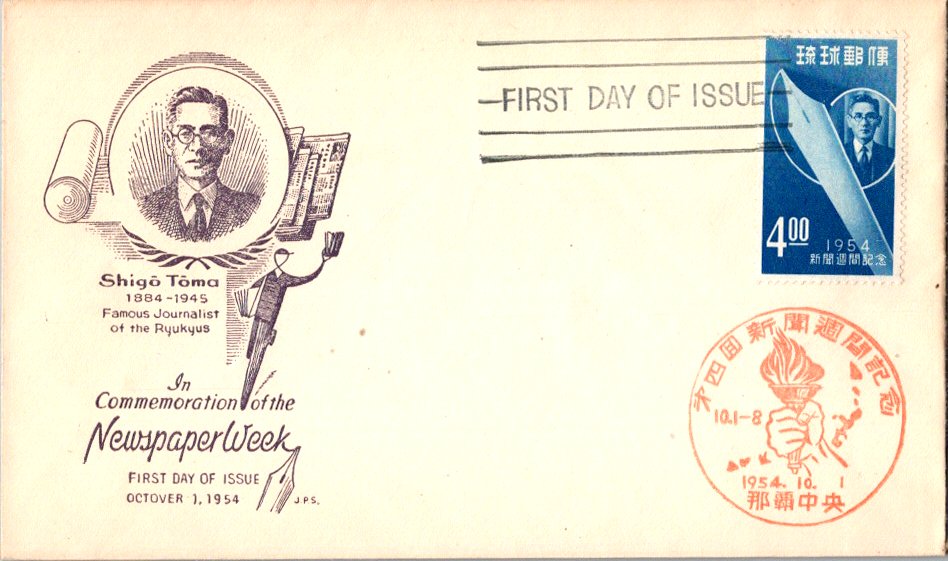 Shigō Tōma
1884-1945
Famous Journalist
of the Ryukyus
In
Commemoration of the
Newspaper Week
FIRST DAY OF ISSUE
OCTOVER 1, 1954
J.P.S.
FIRST DAY OF ISSUE
琉球郵便
4.00
1954
新聞週間記念
才四回新聞週間記念
10.1-8
1954. 10. 1
那覇中央